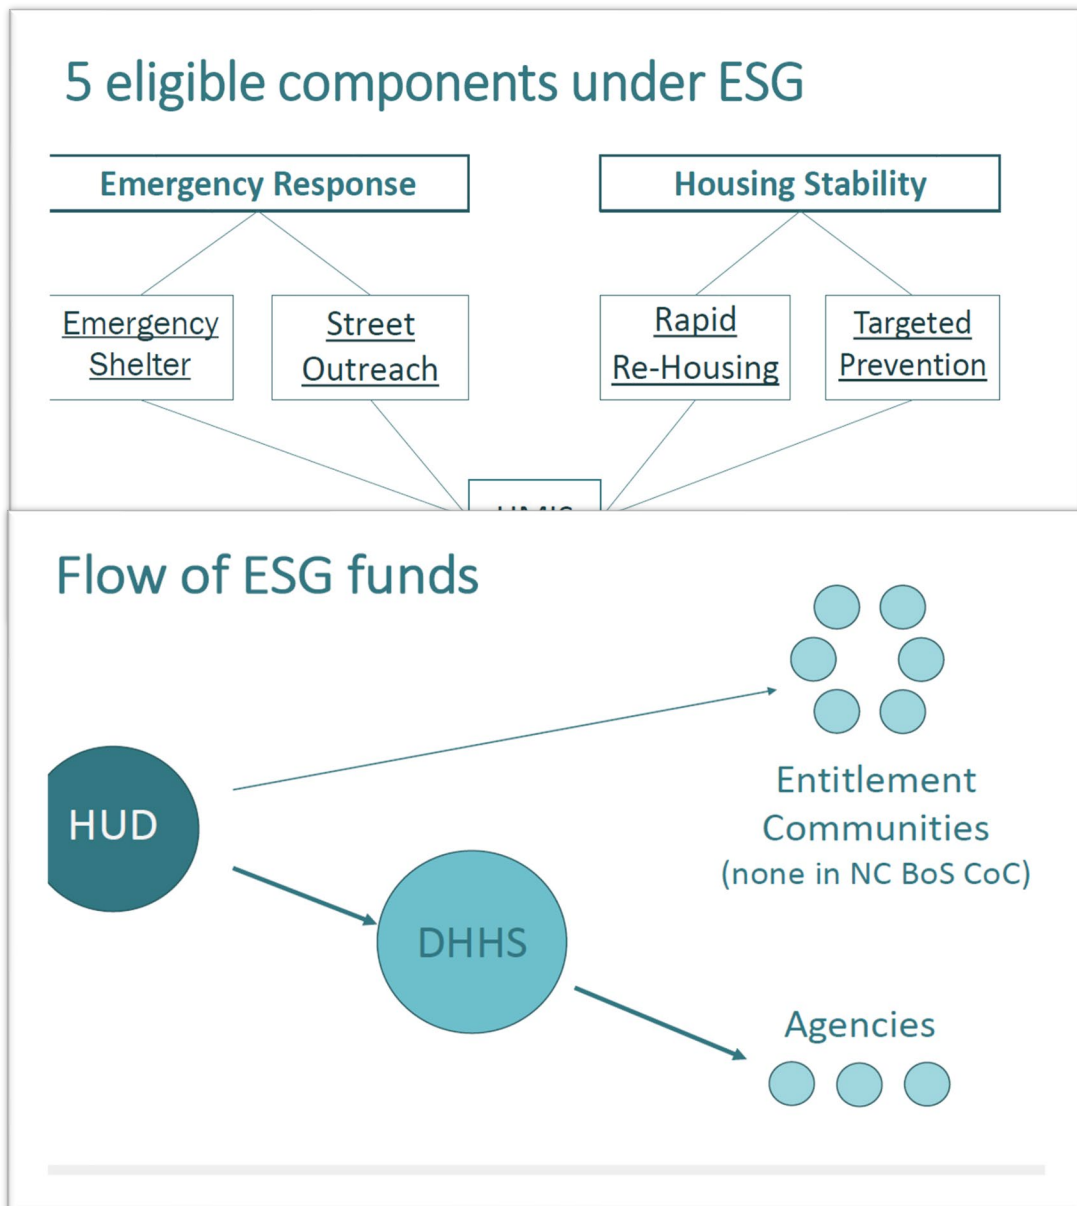 5 eligible components under ESG
Emergency Response
Housing Stability
Emergency
Shelter
Street
Outreach
Rapid
Re-Housing
Targeted
Prevention
Flow of ESG funds
HUD
DHHS
Entitlement
Communities
(none in NC BoS CoC)
Agencies